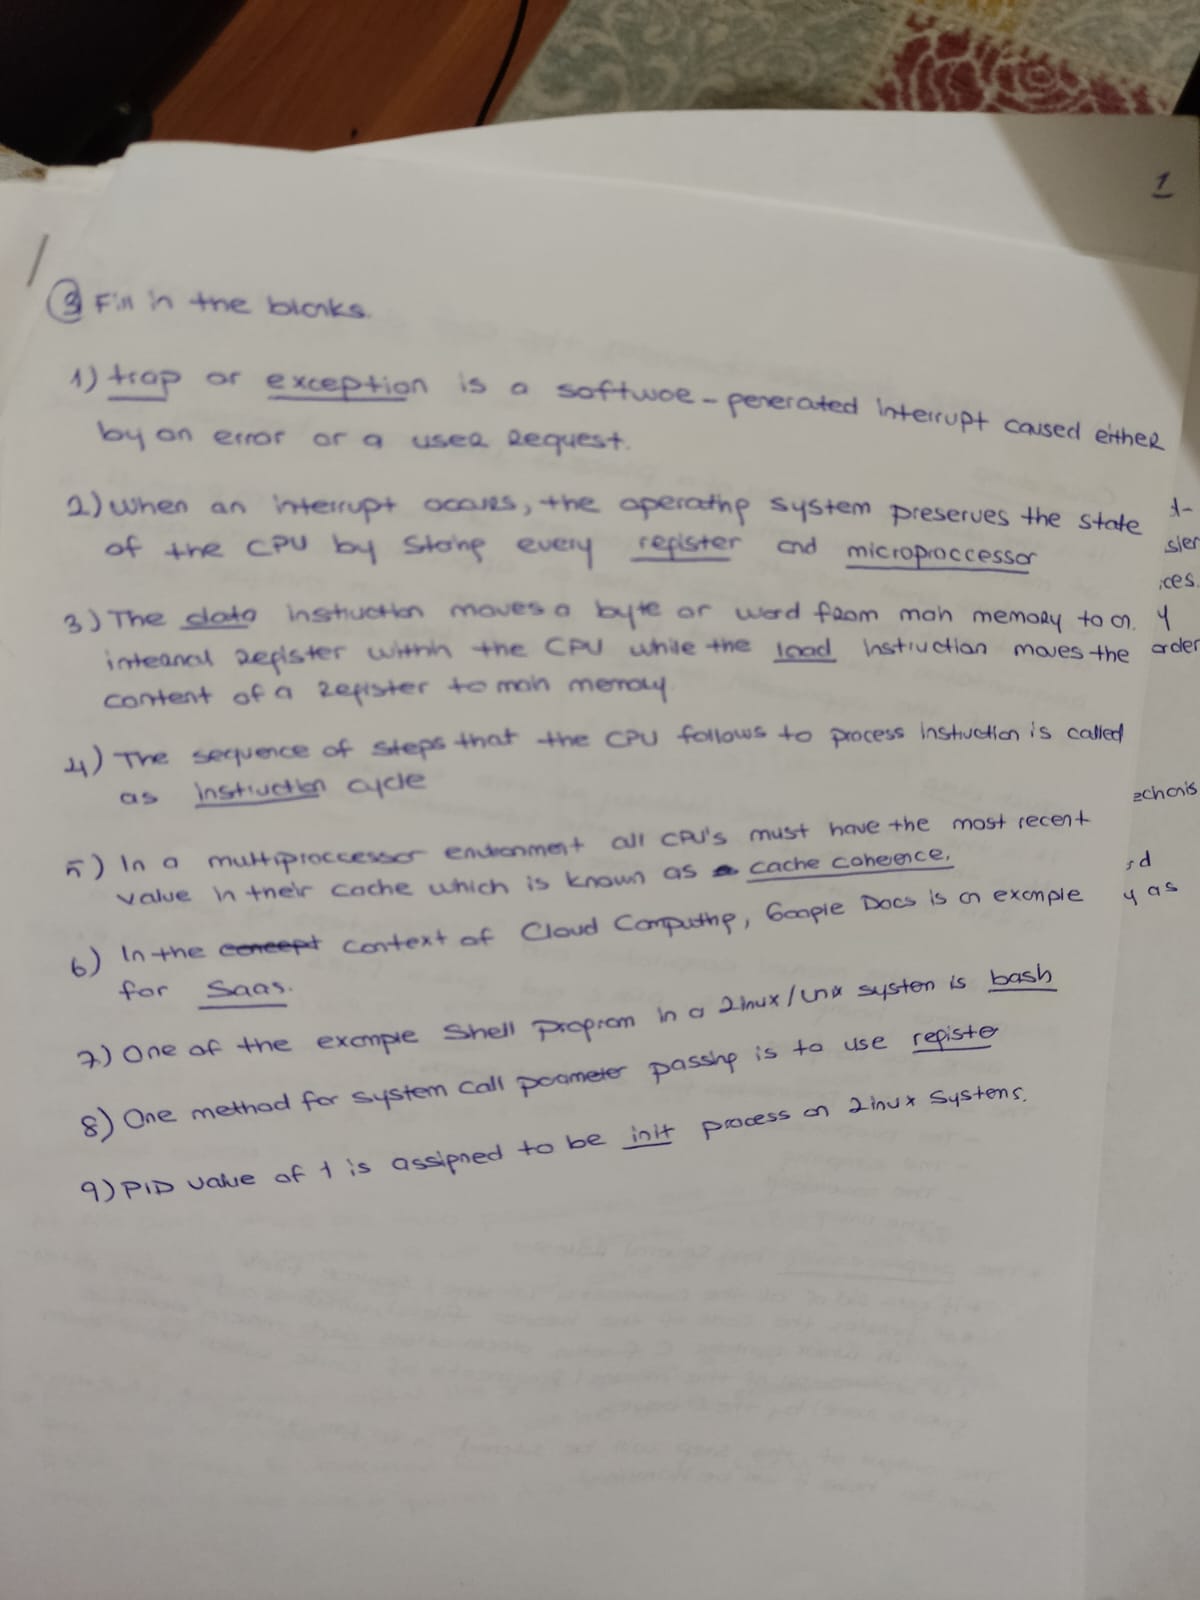 1
③ Fill in the blanks.
1) trap or exception is a softwae-generated interrupt caused either
by an error or a user request.
2) when an interrupt occurs, the operating system preserves the state
of the CPU by storing every register and microproccessor
3) The data instruction moves a byte or word from main memory to an
internal register within the CPU while the load instruction moves the
content of a register to main memory
4) The sequence of steps that the CPU follows to process instruction is called
as instruction cycle
5) In a multiproccessor environment all CPU's must have the most recent
value in their cache which is known as cache coherence.
6) In the concept context of Cloud Computing, Google Docs is an example
for Saas.
7) One of the example Shell program in a Linux/Unix system is bash
8) One method for system call parameter passing is to use register
9) PID value of 1 is assigned to be init process on Linux Systems.
t-
sler
ices.
y
order
echanis
rd
y as